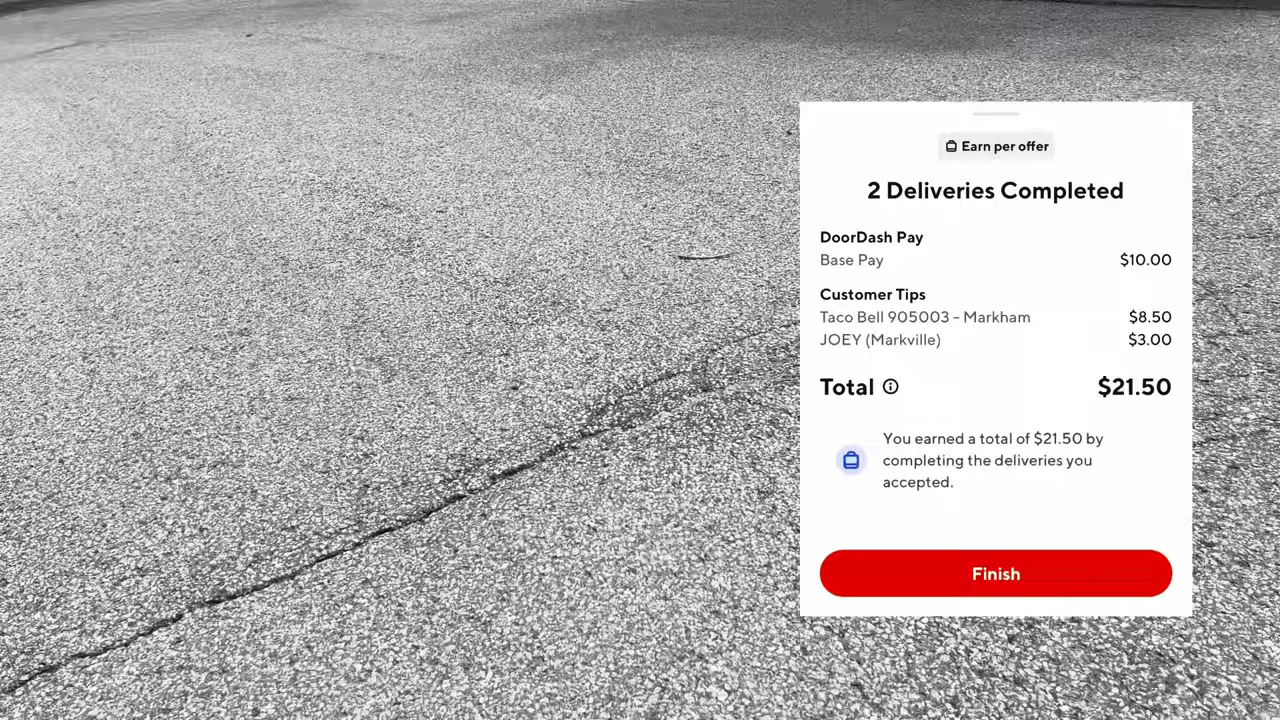 Earn per offer
2 Deliveries Completed
DoorDash Pay
Base Pay $10.00
Customer Tips
Taco Bell 905003 – Markham $8.50
JOEY (Markville) $3.00
Total $21.50
You earned a total of $21.50 by
completing the deliveries you
accepted.
Finish